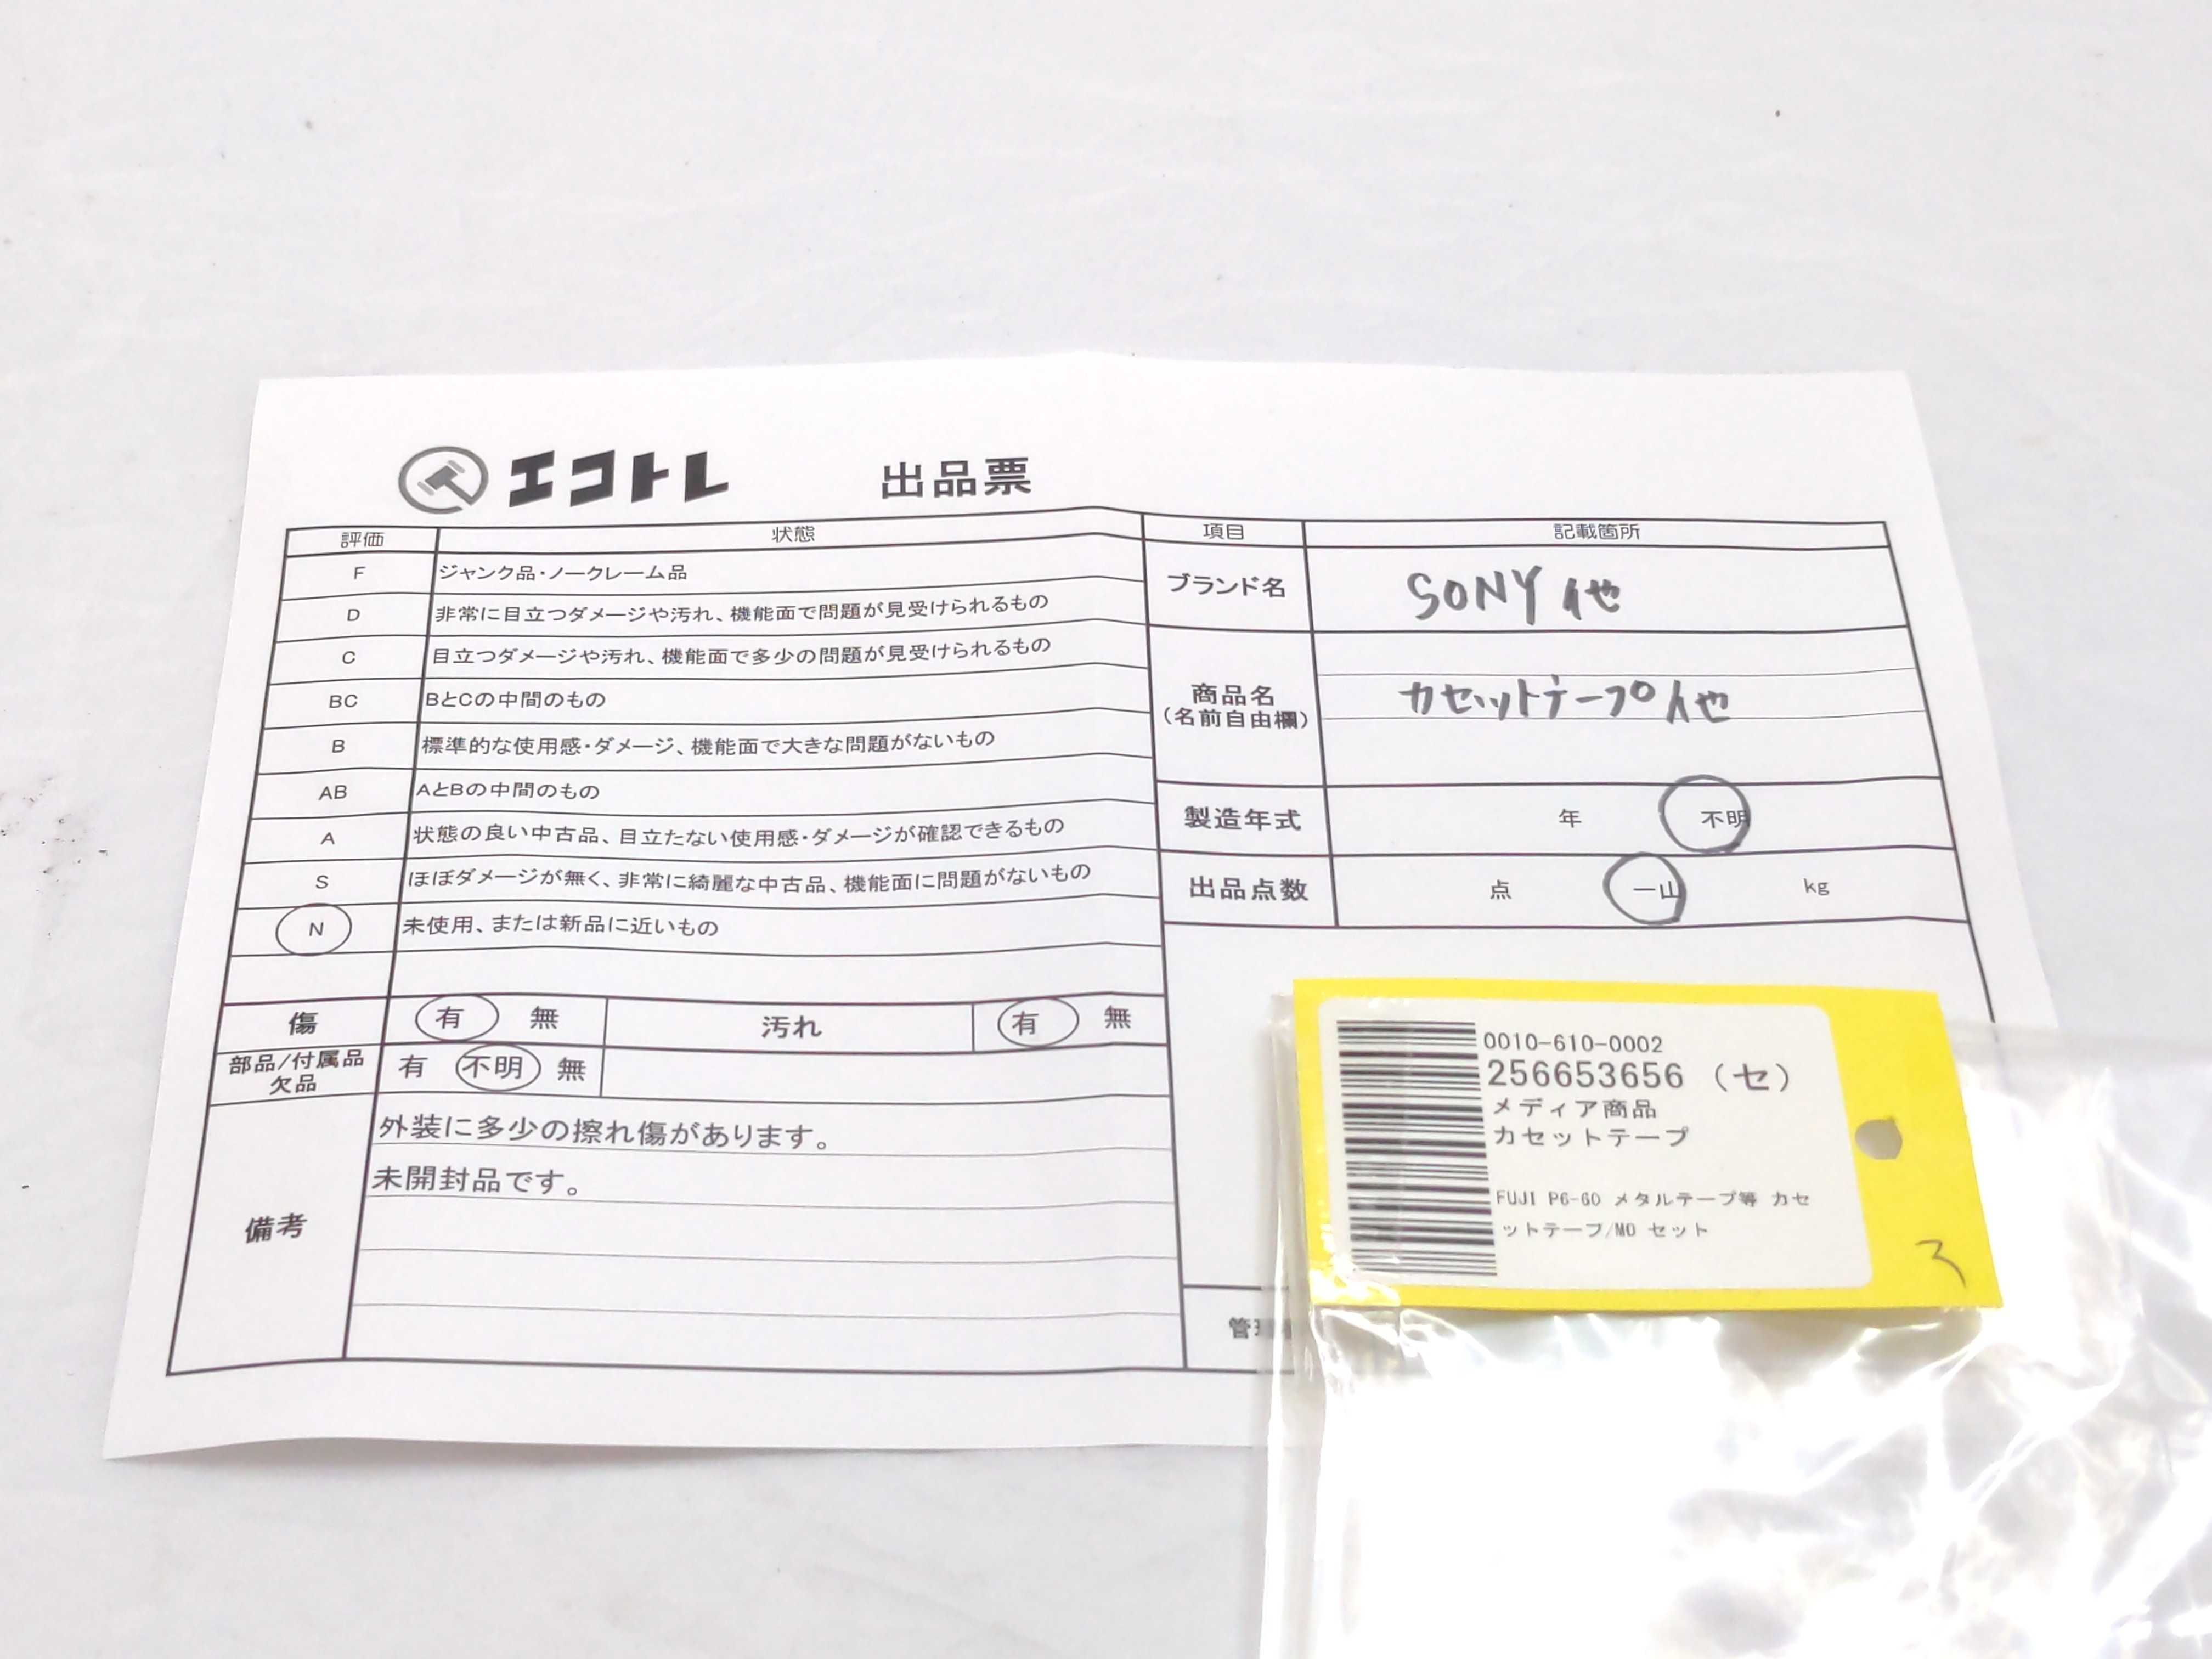 エコトレ 出品票
評価 状態
F ジャンク品・ノークレーム品
D 非常に目立つダメージや汚れ、機能面で問題が見受けられるもの
C 目立つダメージや汚れ、機能面で多少の問題が見受けられるもの
BC BとCの中間のもの
B 標準的な使用感・ダメージ、機能面で大きな問題がないもの
AB AとBの中間のもの
A 状態の良い中古品、目立たない使用感・ダメージが確認できるもの
S ほぼダメージが無く、非常に綺麗な中古品、機能面に問題がないもの
N 未使用、または新品に近いもの
傷 有 無 汚れ 有 無
部品/付属品
欠品 有 不明 無
備考
外装に多少の擦れ傷があります。
未開封品です。
項目 記載箇所
ブランド名 SONY 他
商品名
(名前自由欄)
カセットテープ他
製造年式 年 不明
出品点数 点 一山 kg
管
0010-610-0002
256653656 (セ)
メディア商品
カセットテープ
FUJI P6-60 メタルテープ等 カセ
ットテープ/MD セット